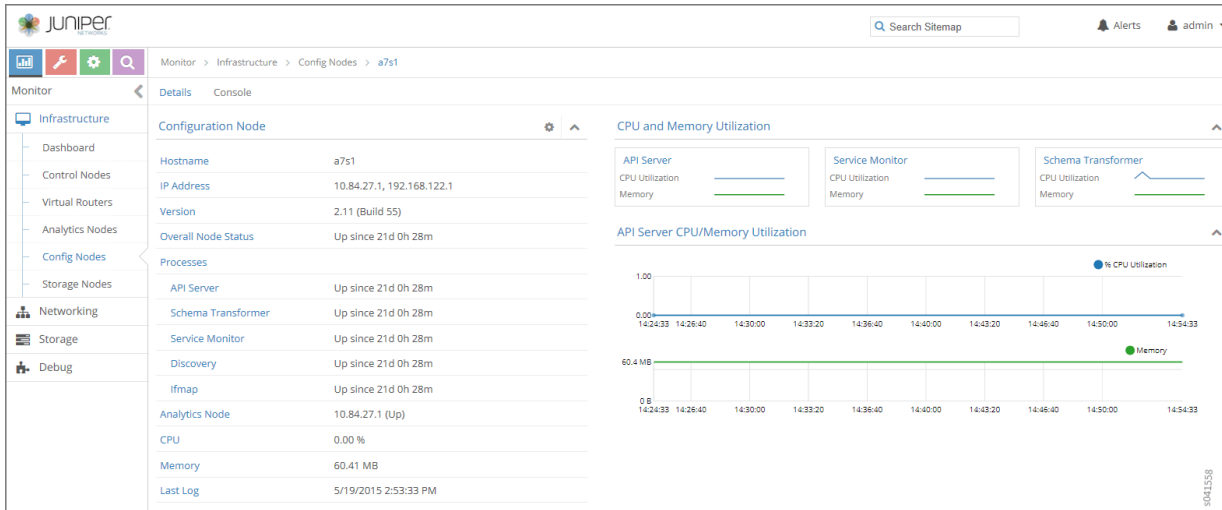 JUNIPER
NETWORKS
Search Sitemap
Alerts
admin
Monitor > Infrastructure > Config Nodes > a7s1
Monitor
Details Console
Infrastructure
Dashboard
Control Nodes
Virtual Routers
Analytics Nodes
Config Nodes
Storage Nodes
Networking
Storage
Debug
Configuration Node
Hostname a7s1
IP Address 10.84.27.1, 192.168.122.1
Version 2.11 (Build 55)
Overall Node Status Up since 21d 0h 28m
Processes
API Server Up since 21d 0h 28m
Schema Transformer Up since 21d 0h 28m
Service Monitor Up since 21d 0h 28m
Discovery Up since 21d 0h 28m
Ifmap Up since 21d 0h 28m
Analytics Node 10.84.27.1 (Up)
CPU 0.00 %
Memory 60.41 MB
Last Log 5/19/2015 2:53:33 PM
CPU and Memory Utilization
API Server
CPU Utilization
Memory
Service Monitor
CPU Utilization
Memory
Schema Transformer
CPU Utilization
Memory
API Server CPU/Memory Utilization
% CPU Utilization
1.00
0.00
14:24:33 14:26:40 14:30:00 14:33:20 14:36:40 14:40:00 14:43:20 14:46:40 14:50:00 14:54:33
Memory
60.4 MB
0 B
14:24:33 14:26:40 14:30:00 14:33:20 14:36:40 14:40:00 14:43:20 14:46:40 14:50:00 14:54:33
s041558